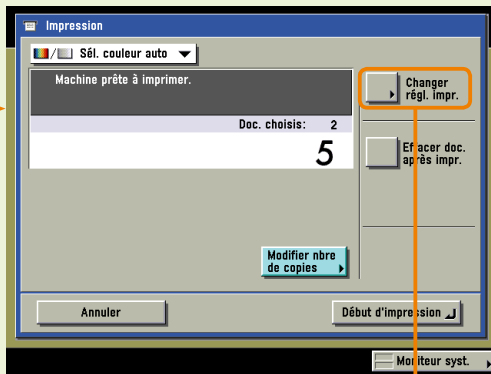 Impression
Sél. couleur auto
Machine prête à imprimer.
Changer
régl. impr.
Doc. choisis: 2
5
Effacer doc.
après impr.
Modifier nbre
de copies
Annuler
Début d'impression
Moniteur syst.